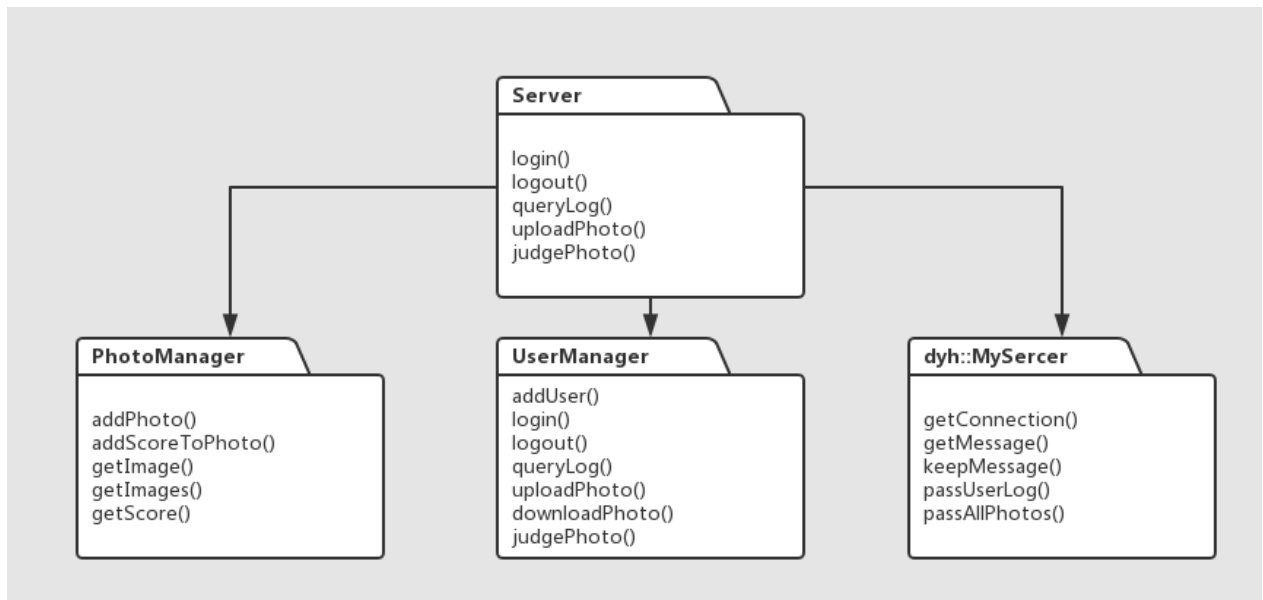 Server
login()
logout()
queryLog()
uploadPhoto()
judgePhoto()
PhotoManager
addPhoto()
addScoreToPhoto()
getImage()
getImages()
getScore()
UserManager
addUser()
login()
logout()
queryLog()
uploadPhoto()
downloadPhoto()
judgePhoto()
dyh::MySercer
getConnection()
getMessage()
keepMessage()
passUserLog()
passAllPhotos()